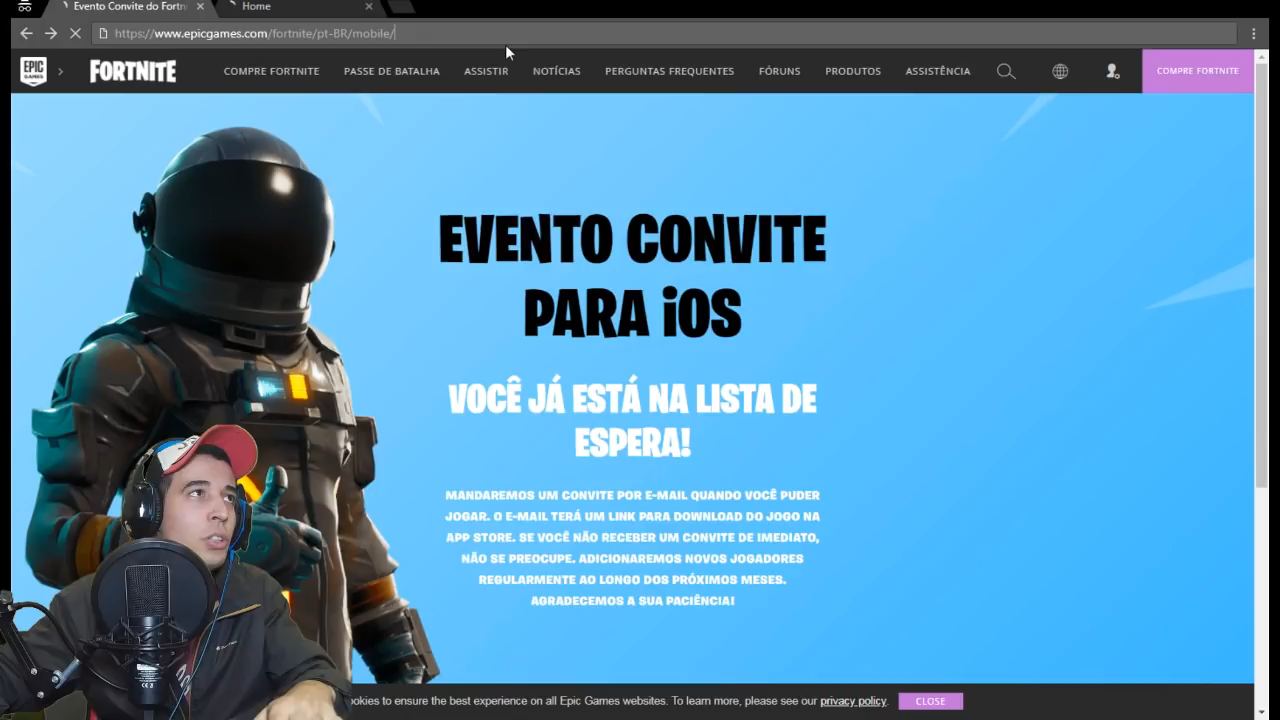 Evento Convite do Fortn
Home
https://www.epicgames.com/fortnite/pt-BR/mobile/
EPIC GAMES
FORTNITE
COMPRE FORTNITE
PASSE DE BATALHA
ASSISTIR
NOTÍCIAS
PERGUNTAS FREQUENTES
FÓRUNS
PRODUTOS
ASSISTÊNCIA
COMPRE FORTNITE
EVENTO CONVITE
PARA iOS
VOCÊ JÁ ESTÁ NA LISTA DE
ESPERA!
MANDAREMOS UM CONVITE POR E-MAIL QUANDO VOCÊ PUDER
JOGAR. O E-MAIL TERÁ UM LINK PARA DOWNLOAD DO JOGO NA
APP STORE. SE VOCÊ NÃO RECEBER UM CONVITE DE IMEDIATO,
NÃO SE PREOCUPE. ADICIONAREMOS NOVOS JOGADORES
REGULARMENTE AO LONGO DOS PRÓXIMOS MESES.
AGRADECEMOS A SUA PACIÊNCIA!
okies to ensure the best experience on all Epic Games websites. To learn more, please see our privacy policy.
CLOSE